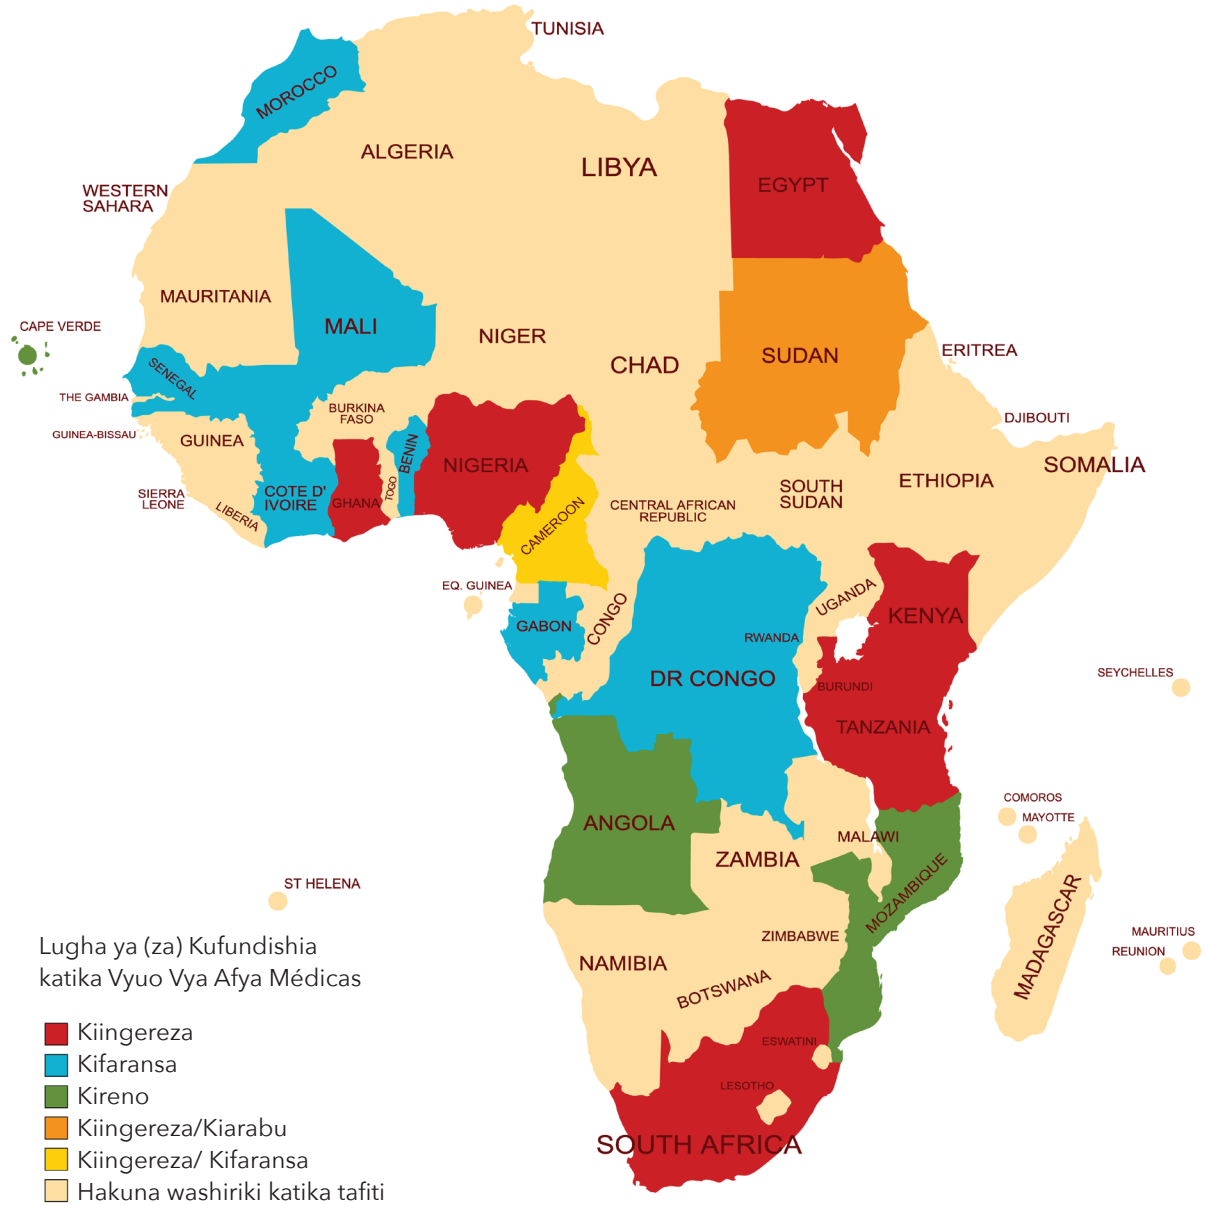 TUNISIA
MOROCCO
ALGERIA
LIBYA
EGYPT
WESTERN
SAHARA
MAURITANIA
MALI
NIGER
CHAD
SUDAN
ERITREA
CAPE VERDE
SENEGAL
THE GAMBIA
GUINEA-BISSAU
GUINEA
BURKINA
FASO
BENIN
NIGERIA
DJIBOUTI
SOMALIA
ETHIOPIA
SOUTH
SUDAN
CENTRAL AFRICAN
REPUBLIC
SIERRA
LEONE
LIBERIA
COTE D'
IVOIRE
GHANA
TOGO
CAMEROON
EQ. GUINEA
GABON
CONGO
UGANDA
KENYA
RWANDA
DR CONGO
BURUNDI
TANZANIA
SEYCHELLES
COMOROS
MAYOTTE
ANGOLA
MALAWI
ZAMBIA
MOZAMBIQUE
MADAGASCAR
ST HELENA
MAURITIUS
REUNION
ZIMBABWE
NAMIBIA
BOTSWANA
ESWATINI
LESOTHO
SOUTH AFRICA
Lugha ya (za) Kufundishia
katika Vyuo Vya Afya Médicas
Kiingereza
Kifaransa
Kireno
Kiingereza/Kiarabu
Kiingereza/ Kifaransa
Hakuna washiriki katika tafiti